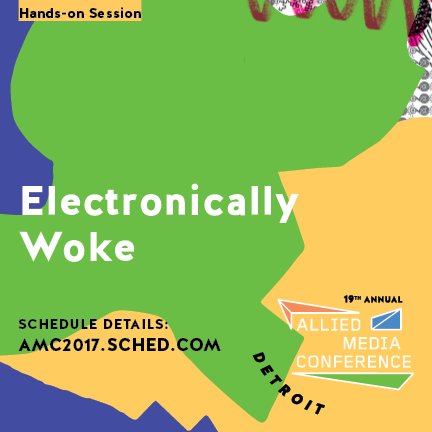 Hands-on Session
Electronically
Woke
SCHEDULE DETAILS:
AMC2017.SCHED.COM
19TH ANNUAL
ALLIED
MEDIA
CONFERENCE
DETROIT